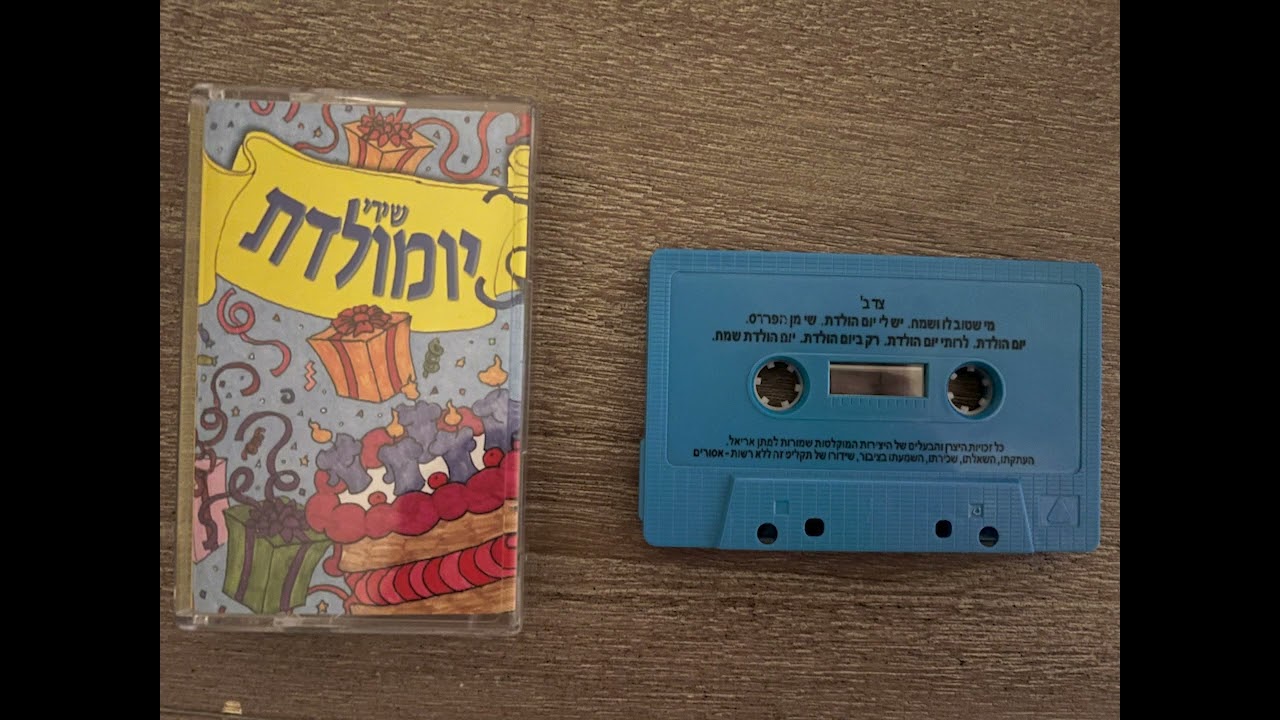 שירי
יומולדת
צד ב'
מי שטוב לו ושמח. יש לי יום הולדת. שי מן הפרדס.
יום הולדת. לרותי יום הולדת. רק ביום הולדת. יום הולדת שמח.
כל זכויות היצרן והבעלים של היצירות המוקלטות שמורות למתן אריאל.
העתקתו, השאלתו, שכירתו, השמעתו בציבור, שידורו של תקליט זה ללא רשות - אסורים